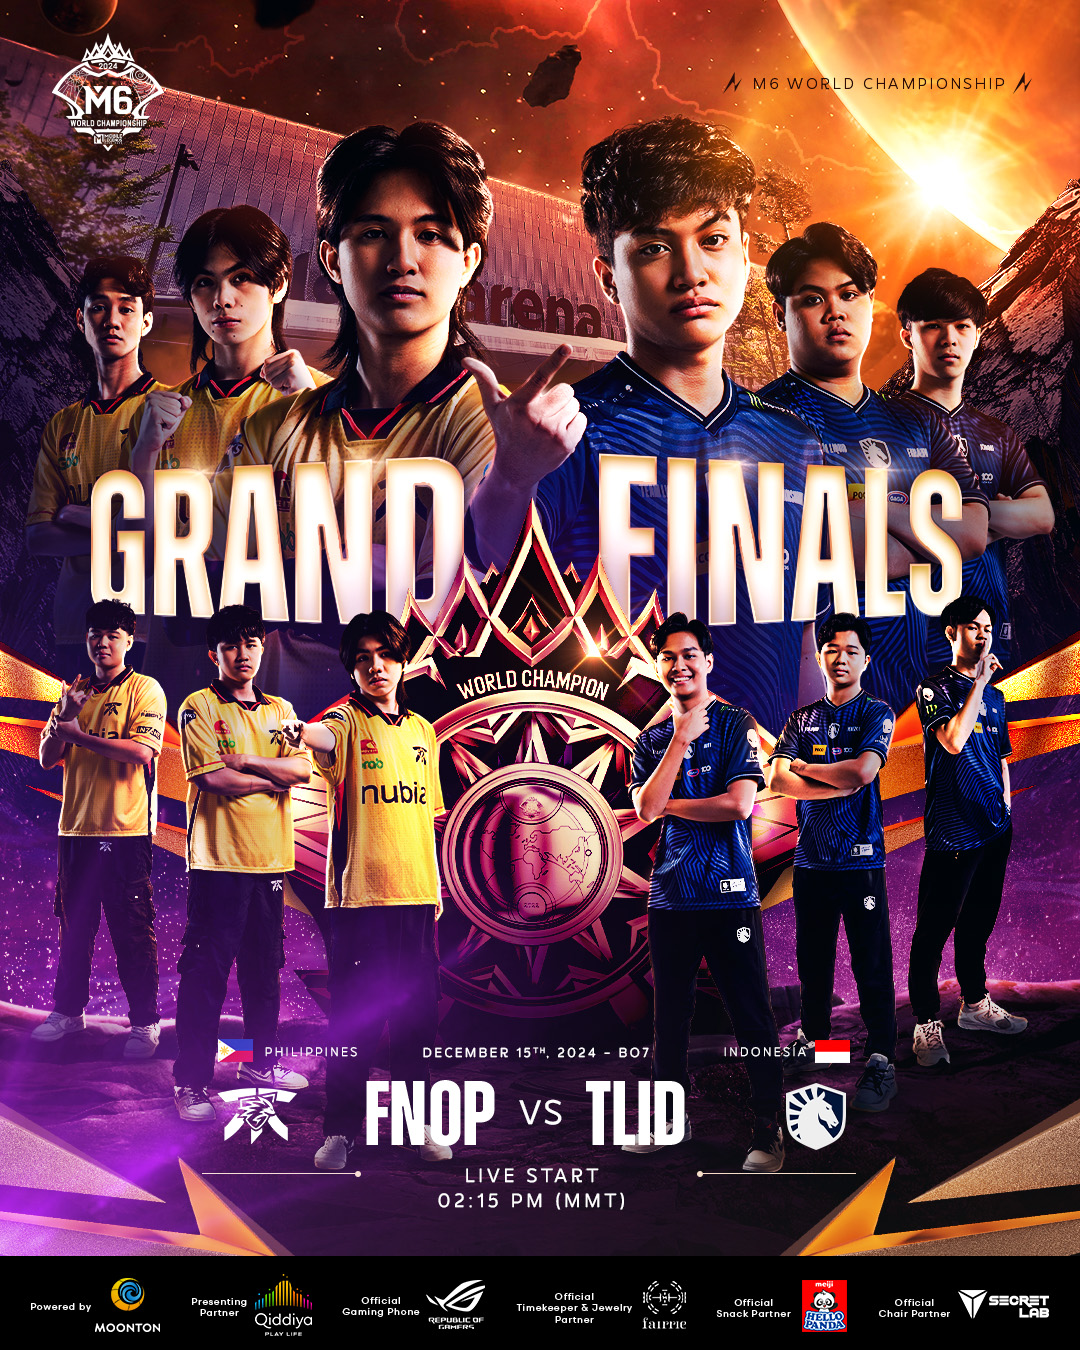 2024
M6
WORLD CHAMPIONSHIP
M6 WORLD CHAMPIONSHIP
arena
GRAND FINALS
WORLD CHAMPION
nubia
PHILIPPINES
DECEMBER 15TH, 2024 - BO7
INDONESIA
FNOP VS TLID
LIVE START
02:15 PM (MMT)
Powered by
MOONTON
Presenting
Partner
Qiddiya
PLAY LIFE
Official
Gaming Phone
REPUBLIC OF
GAMERS
Official
Timekeeper & Jewelry
Partner
Official
Snack Partner
meiji
HELLO
PANDA
Official
Chair Partner
SECRET
LAB